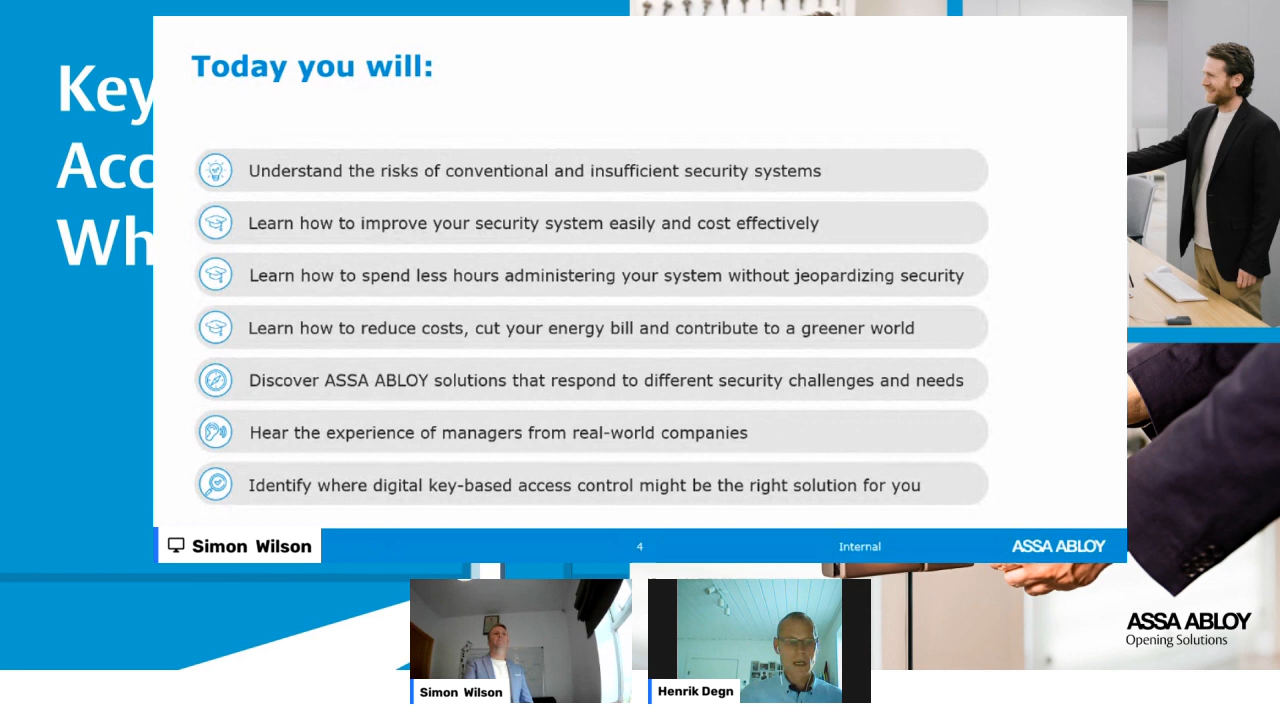 Key
Acc
Wh
Today you will:
Understand the risks of conventional and insufficient security systems
Learn how to improve your security system easily and cost effectively
Learn how to spend less hours administering your system without jeopardizing security
Learn how to reduce costs, cut your energy bill and contribute to a greener world
Discover ASSA ABLOY solutions that respond to different security challenges and needs
Hear the experience of managers from real-world companies
Identify where digital key-based access control might be the right solution for you
Simon Wilson
4
Internal
ASSA ABLOY
ASSA ABLOY
Opening Solutions
Simon Wilson
Henrik Degn